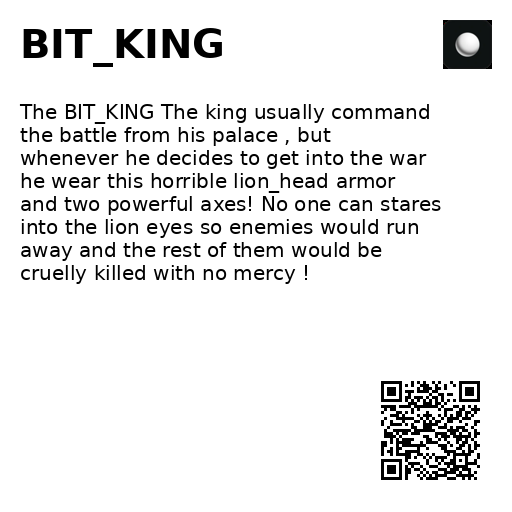 BIT_KING
The BIT_KING The king usually command
the battle from his palace , but
whenever he decides to get into the war
he wear this horrible lion_head armor
and two powerful axes! No one can stares
into the lion eyes so enemies would run
away and the rest of them would be
cruelly killed with no mercy !